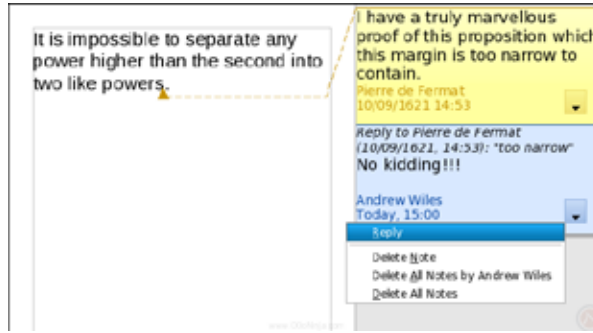 It is impossible to separate any
power higher than the second into
two like powers.
I have a truly marvellous
proof of this proposition which
this margin is too narrow to
contain.
Pierre de Fermat
10/09/1621 14:53
Reply to Pierre de Fermat
(10/09/1621, 14:53): "too narrow"
No kidding!!!
Andrew Wiles
Today, 15:00
Reply
Delete Note
Delete All Notes by Andrew Wiles
Delete All Notes